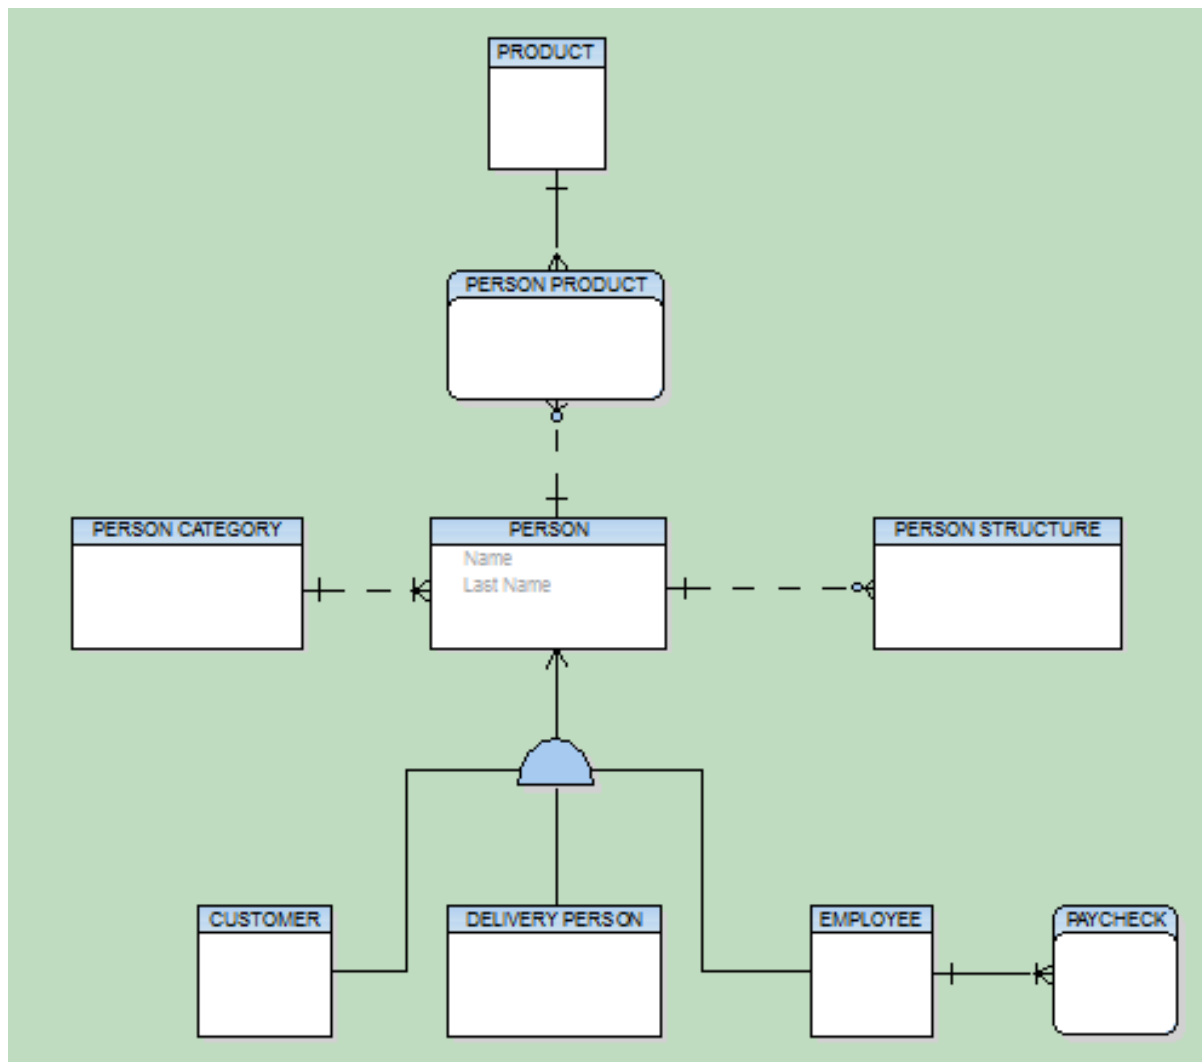 PRODUCT
PERSON PRODUCT
PERSON CATEGORY
PERSON
Name
Last Name
PERSON STRUCTURE
CUSTOMER
DELIVERY PERSON
EMPLOYEE
PAYCHECK